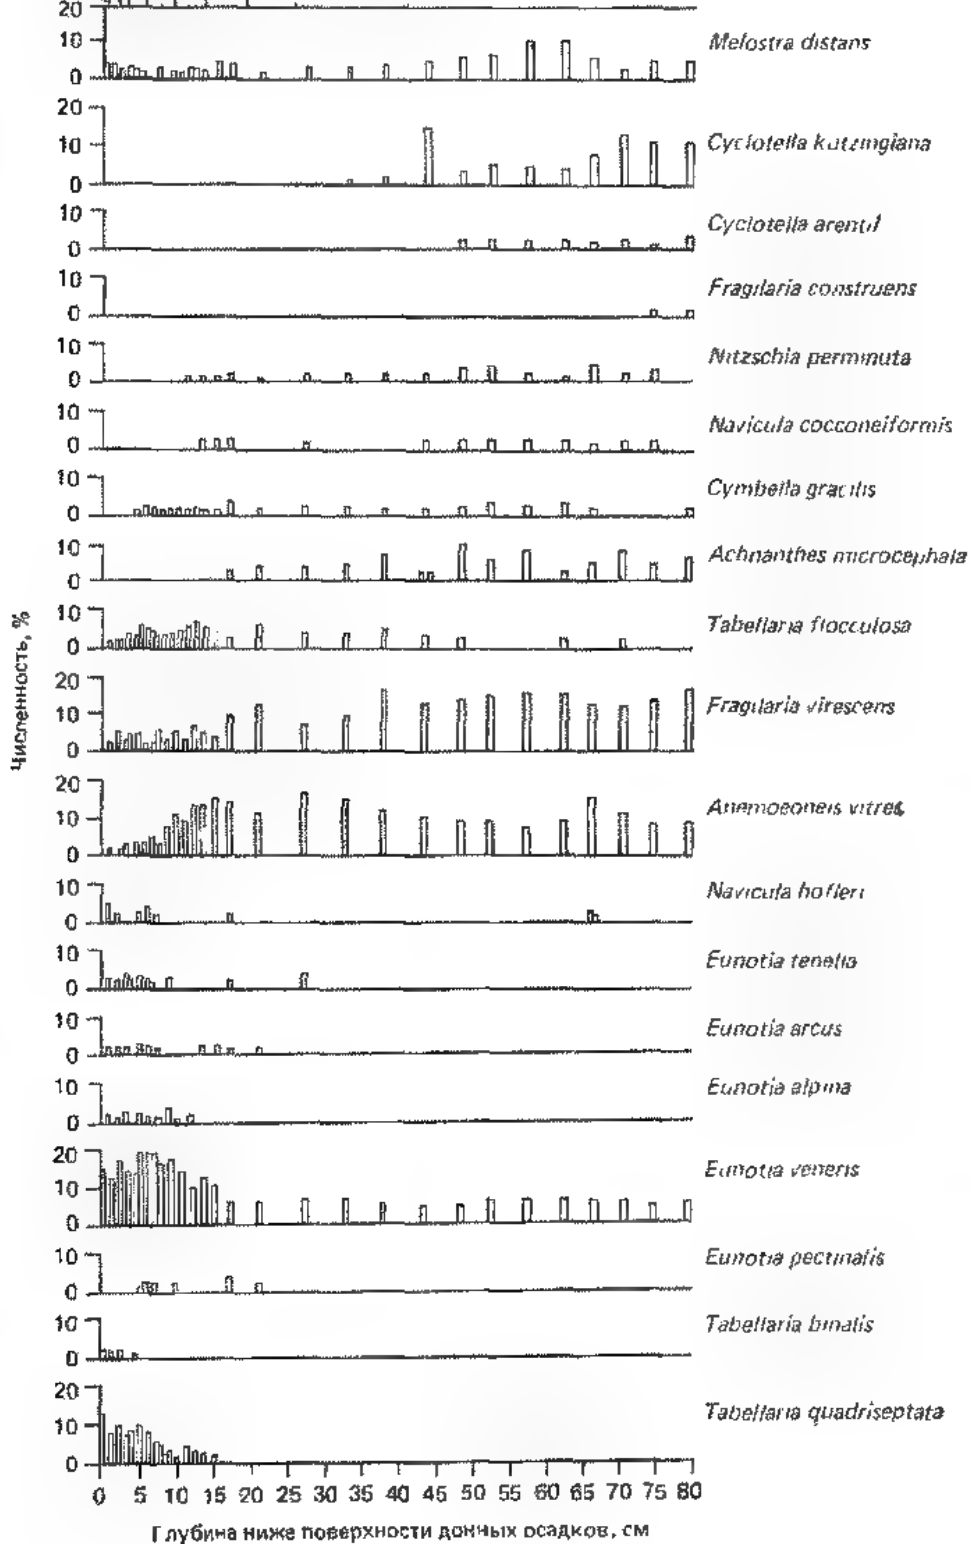 20
10
0
Melostra distans
20
10
0
Cyclotella kutzingiana
10
0
Cyclotella arentii
10
0
Fragilaria construens
10
0
Nitzschia perminuta
10
0
Navicula cocconeiformis
10
0
Cymbella gracilis
10
0
Achnanthes microcephala
10
0
Tabellaria flocculosa
20
10
0
Fragilaria virescens
20
10
0
Anemoeoneis vitres
10
0
Navicula hofleri
10
0
Eunotia tenella
10
0
Eunotia arcus
10
0
Eunotia alpina
20
10
0
Eunotia veneris
10
0
Eunotia pectinalis
10
0
Tabellaria binalis
20
10
0
Tabellaria quadriseptata
Численность, %
0 5 10 15 20 25 30 35 40 45 50 55 60 65 70 75 80
Глубина ниже поверхности донных осадков, см